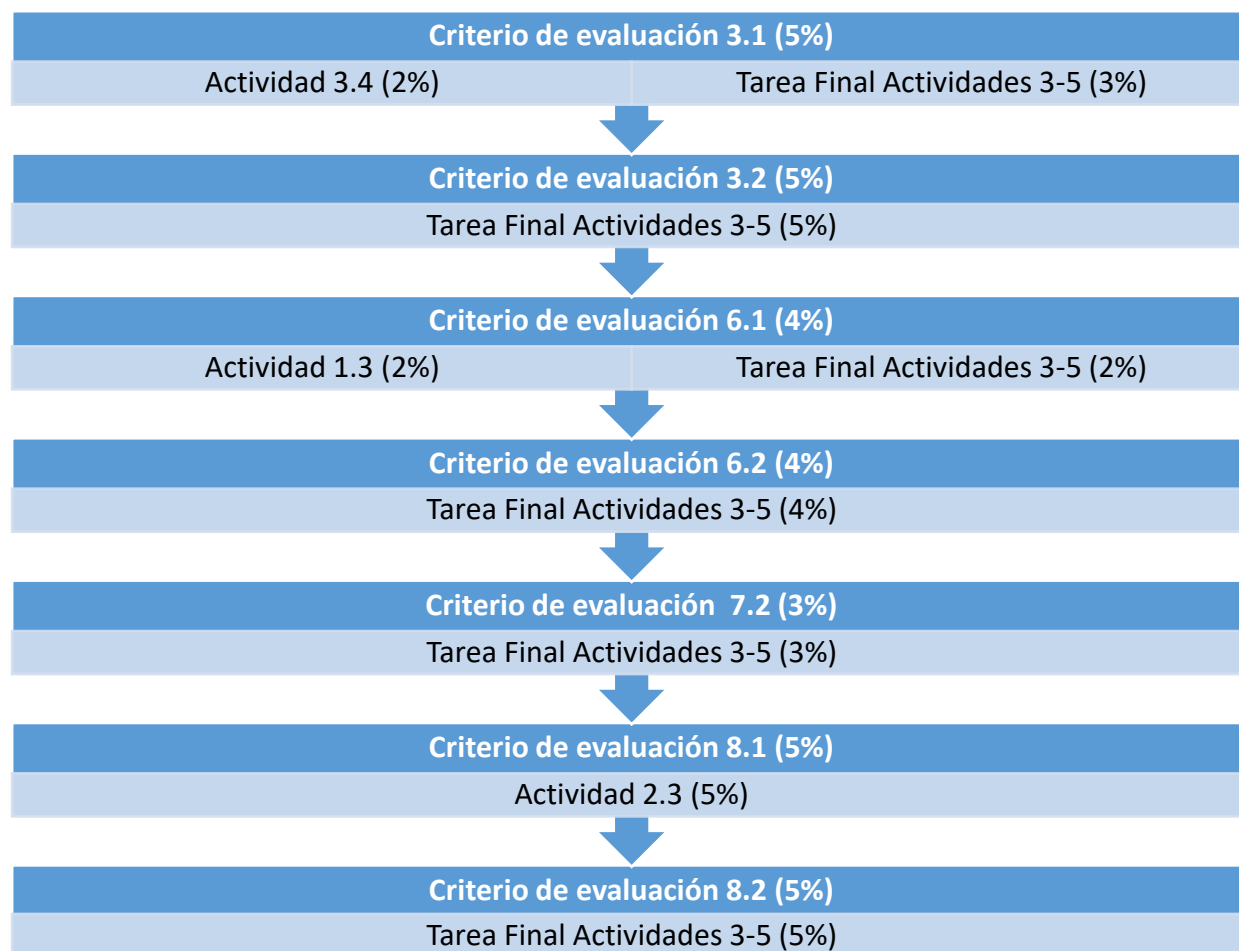 Criterio de evaluación 3.1 (5%)
Actividad 3.4 (2%)
Tarea Final Actividades 3-5 (3%)
Criterio de evaluación 3.2 (5%)
Tarea Final Actividades 3-5 (5%)
Criterio de evaluación 6.1 (4%)
Actividad 1.3 (2%)
Tarea Final Actividades 3-5 (2%)
Criterio de evaluación 6.2 (4%)
Tarea Final Actividades 3-5 (4%)
Criterio de evaluación  7.2 (3%)
Tarea Final Actividades 3-5 (3%)
Criterio de evaluación 8.1 (5%)
Actividad 2.3 (5%)
Criterio de evaluación 8.2 (5%)
Tarea Final Actividades 3-5 (5%)